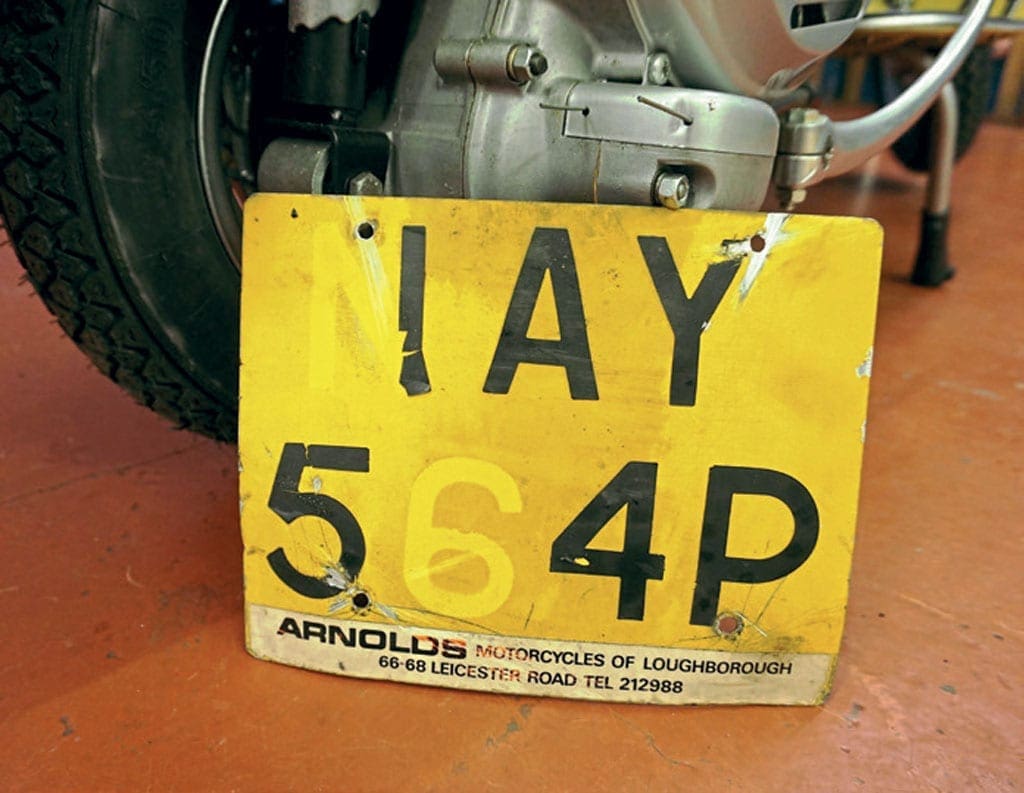 NAY
564P
ARNOLDS MOTORCYCLES OF LOUGHBOROUGH
66-68 LEICESTER ROAD TEL 212988